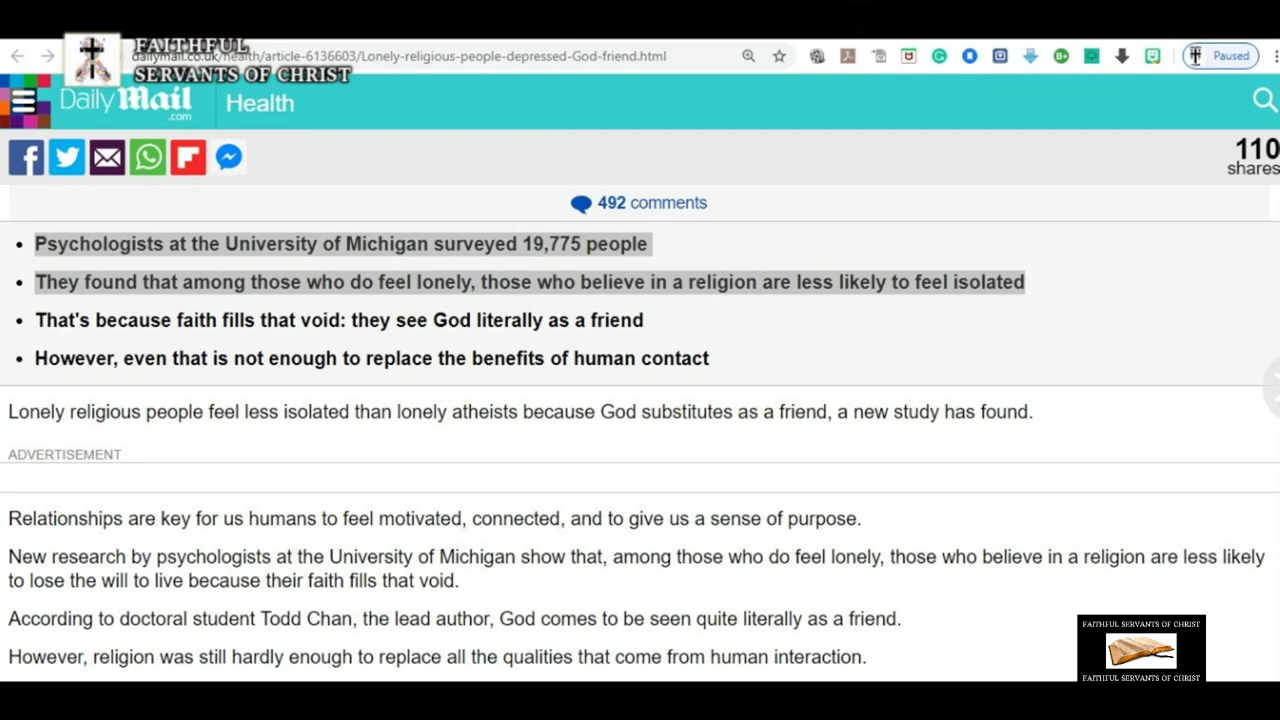 FAITHFUL
SERVANTS OF CHRIST
dailymail.co.uk/health/article-6136603/Lonely-religious-people-depressed-God-friend.html
Paused
Daily Mail
.com
Health
110
shares
492 comments
• Psychologists at the University of Michigan surveyed 19,775 people
• They found that among those who do feel lonely, those who believe in a religion are less likely to feel isolated
• That's because faith fills that void: they see God literally as a friend
• However, even that is not enough to replace the benefits of human contact
Lonely religious people feel less isolated than lonely atheists because God substitutes as a friend, a new study has found.
ADVERTISEMENT
Relationships are key for us humans to feel motivated, connected, and to give us a sense of purpose.
New research by psychologists at the University of Michigan show that, among those who do feel lonely, those who believe in a religion are less likely
to lose the will to live because their faith fills that void.
According to doctoral student Todd Chan, the lead author, God comes to be seen quite literally as a friend.
However, religion was still hardly enough to replace all the qualities that come from human interaction.
FAITHFUL SERVANTS OF CHRIST
FAITHFUL SERVANTS OF CHRIST